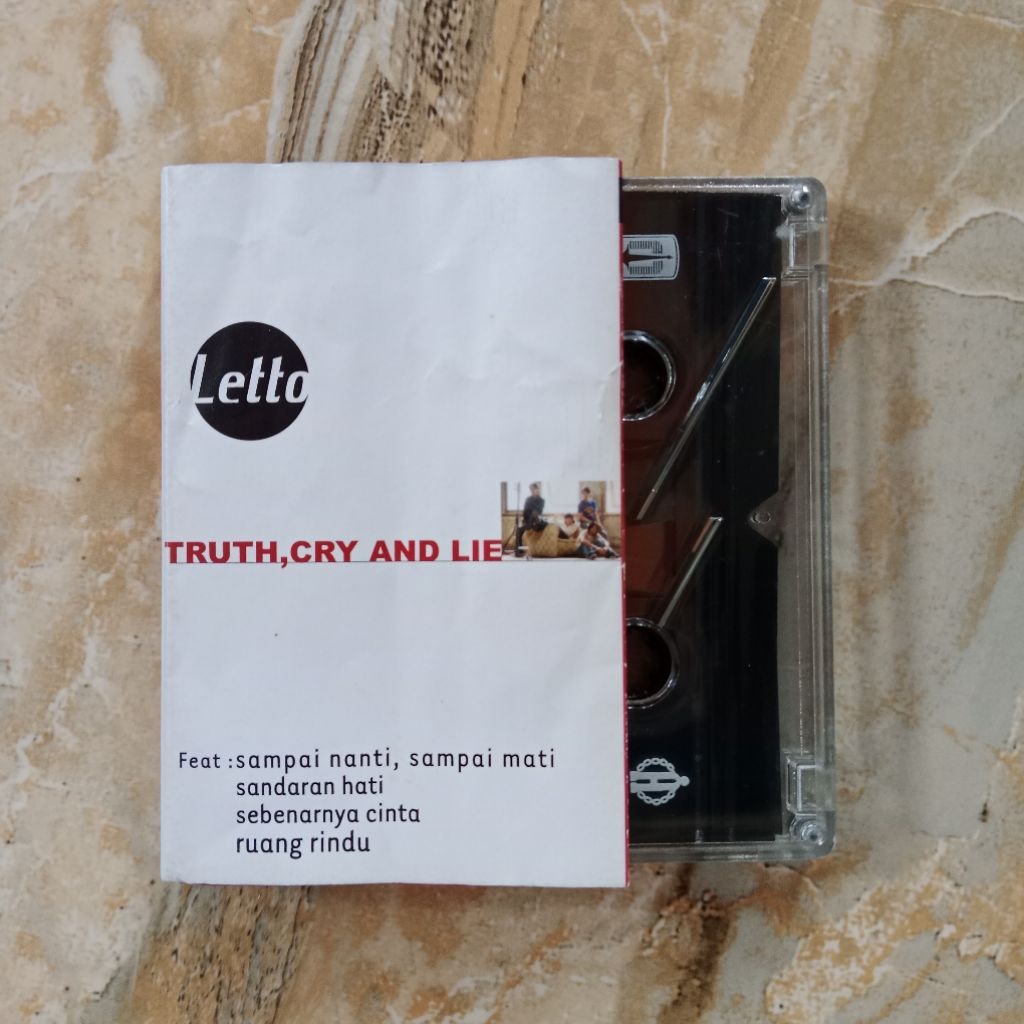 Letto
TRUTH,CRY AND LIE
Feat : sampai nanti, sampai mati
sandaran hati
sebenarnya cinta
ruang rindu